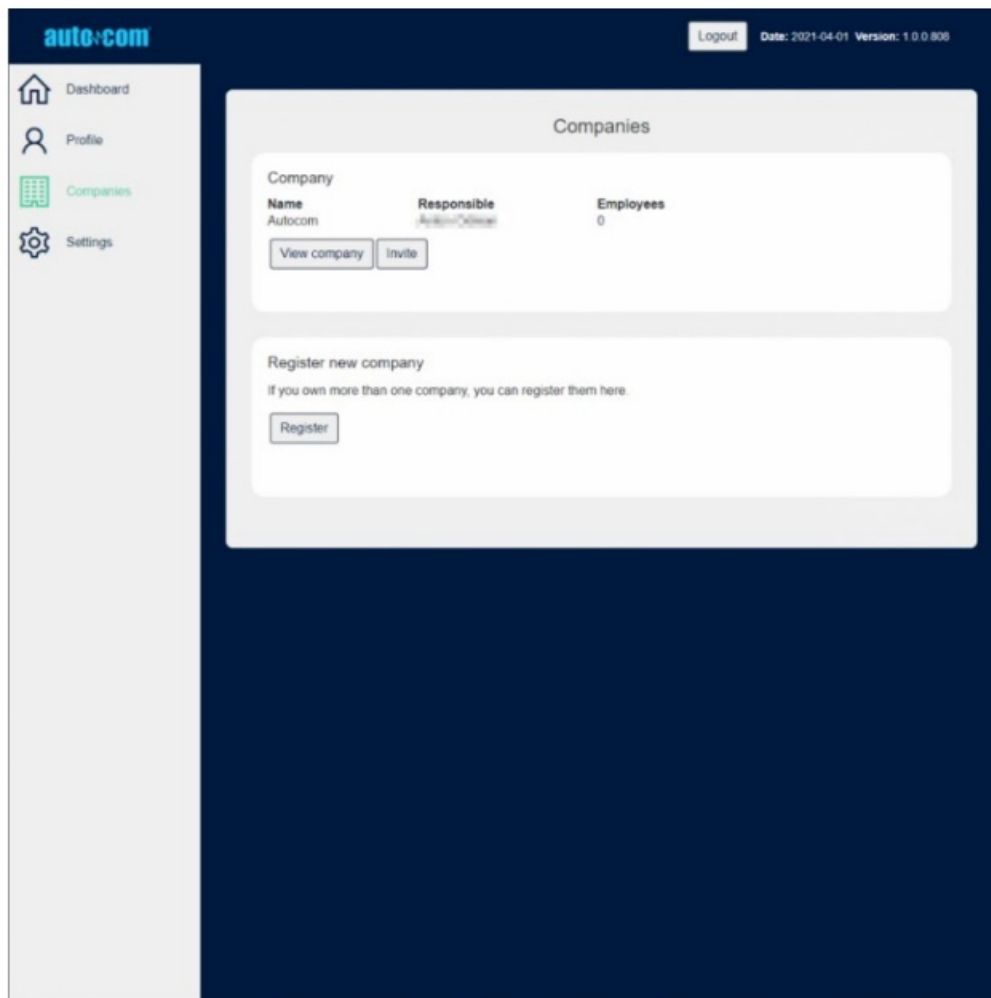 auto com
Logout Date: 2021-04-01 Version: 1.0.0.808
Dashboard
Profile
Companies
Settings
Companies
Company
Name Responsible Employees
Autocom 0
View company Invite
Register new company
If you own more than one company, you can register them here.
Register